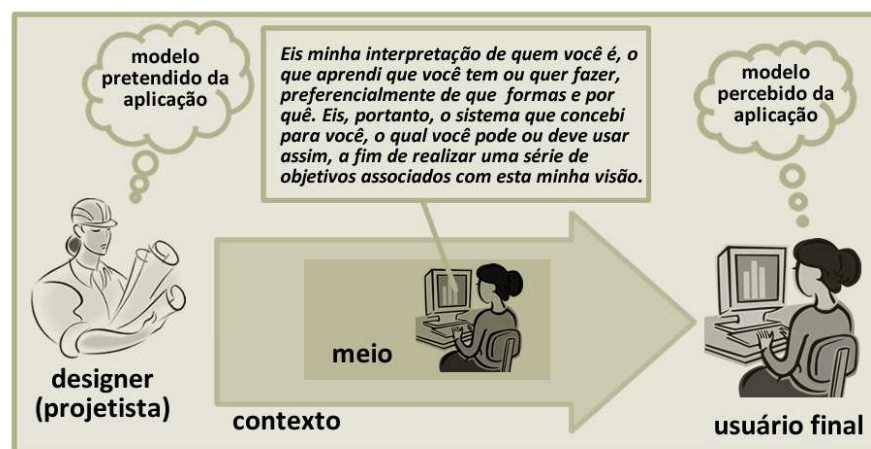 modelo
pretendido da
aplicação
Eis minha interpretação de quem você é, o
que aprendi que você tem ou quer fazer,
preferencialmente de que formas e por
quê. Eis, portanto, o sistema que concebi
para você, o qual você pode ou deve usar
assim, a fim de realizar uma série de
objetivos associados com esta minha visão.
modelo
percebido da
aplicação
meio
designer
(projetista)
contexto
usuário final